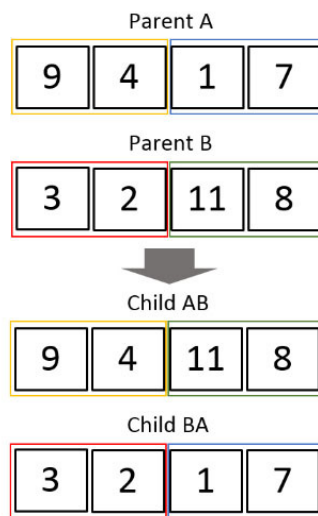 Parent A
9 4 1 7
Parent B
3 2 11 8
Child AB
9 4 11 8
Child BA
3 2 1 7